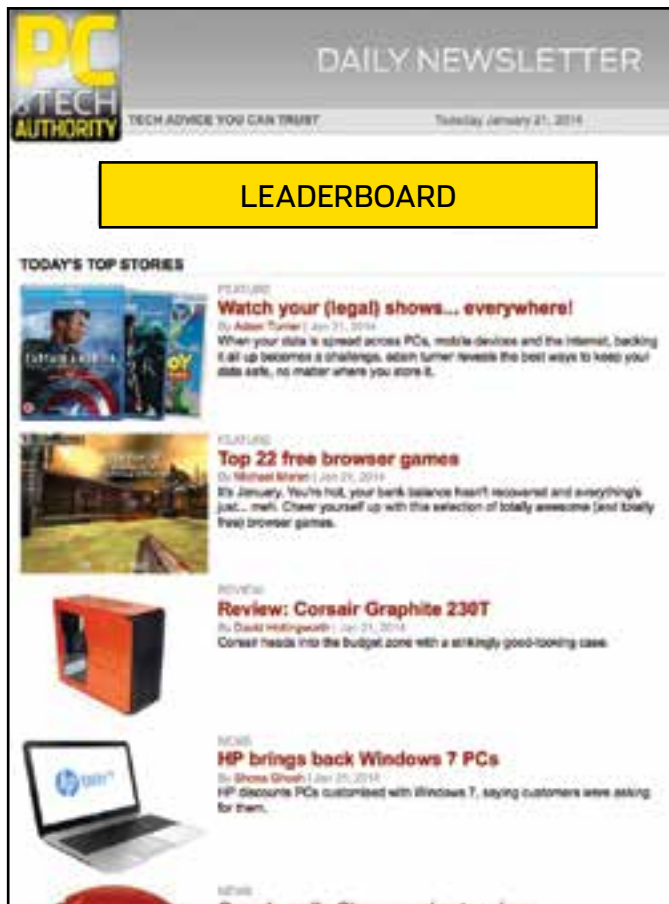 PC
& TECH
AUTHORITY
DAILY NEWSLETTER
TECH ADVICE YOU CAN TRUST
Tuesday January 21, 2014
LEADERBOARD
TODAY'S TOP STORIES
FEATURE
Watch your (legal) shows... everywhere!
By Adam Turner | Jan 21, 2014
When your data is spread across PCs, mobile devices and the internet, backing
it all up becomes a challenge. adam turner reveals the best ways to keep your
data safe, no matter where you store it.
CAPTAIN AMERICA
FEATURE
Top 22 free browser games
By Michael | Jan 21, 2014
It's January. You're hot, your bank balance hasn't recovered and everything's
just... meh. Cheer yourself up with this selection of totally awesome (and totally
free) browser games.
REVIEW
Review: Corsair Graphite 230T
By David Hollingworth | Jan 21, 2014
Corsair heads into the budget zone with a strikingly good-looking case.
NEWS
HP brings back Windows 7 PCs
By Shona Ghosh | Jan 21, 2014
HP discounts PCs customised with Windows 7, saying customers were asking
for them.
hp
NEWS